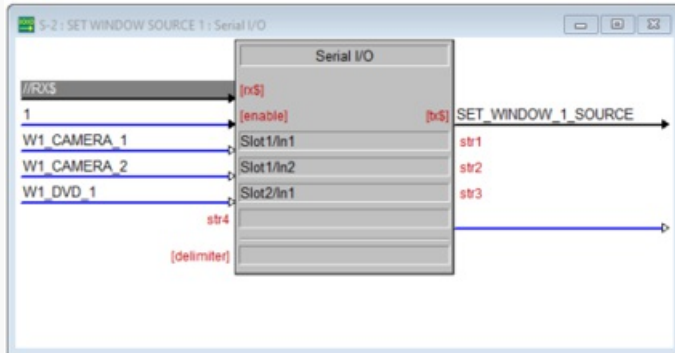 S-2 : SET WINDOW SOURCE 1 : Serial I/O
Serial I/O
//RX$ [rx$]
1 [enable] [tx$] SET_WINDOW_1_SOURCE
W1_CAMERA_1 Slot1/In1 str1
W1_CAMERA_2 Slot1/In2 str2
W1_DVD_1 Slot2/In1 str3
str4
[delimiter]